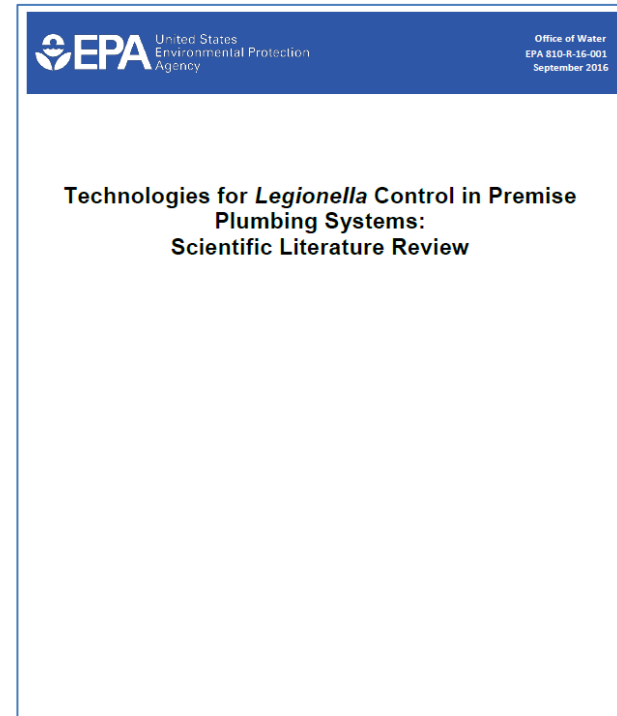 EPA
United States
Environmental Protection
Agency
Office of Water
EPA 810-R-16-001
September 2016
Technologies for Legionella Control in Premise
Plumbing Systems:
Scientific Literature Review